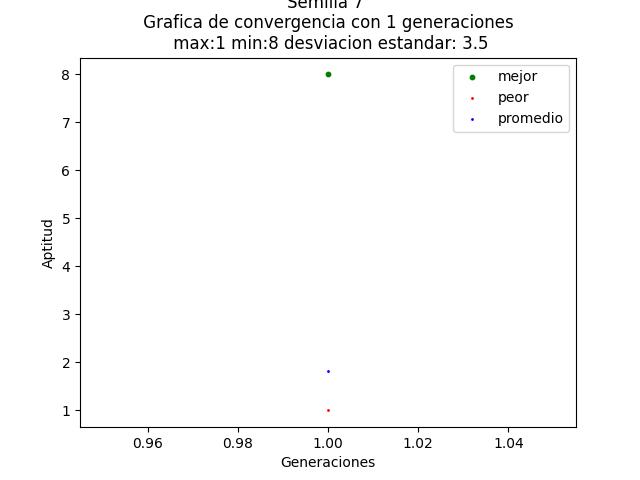 Semilla 7
Grafica de convergencia con 1 generaciones
max:1 min:8 desviacion estandar: 3.5
8
7
6
5
4
3
2
1
Aptitud
mejor
peor
promedio
0.96 0.98 1.00 1.02 1.04
Generaciones